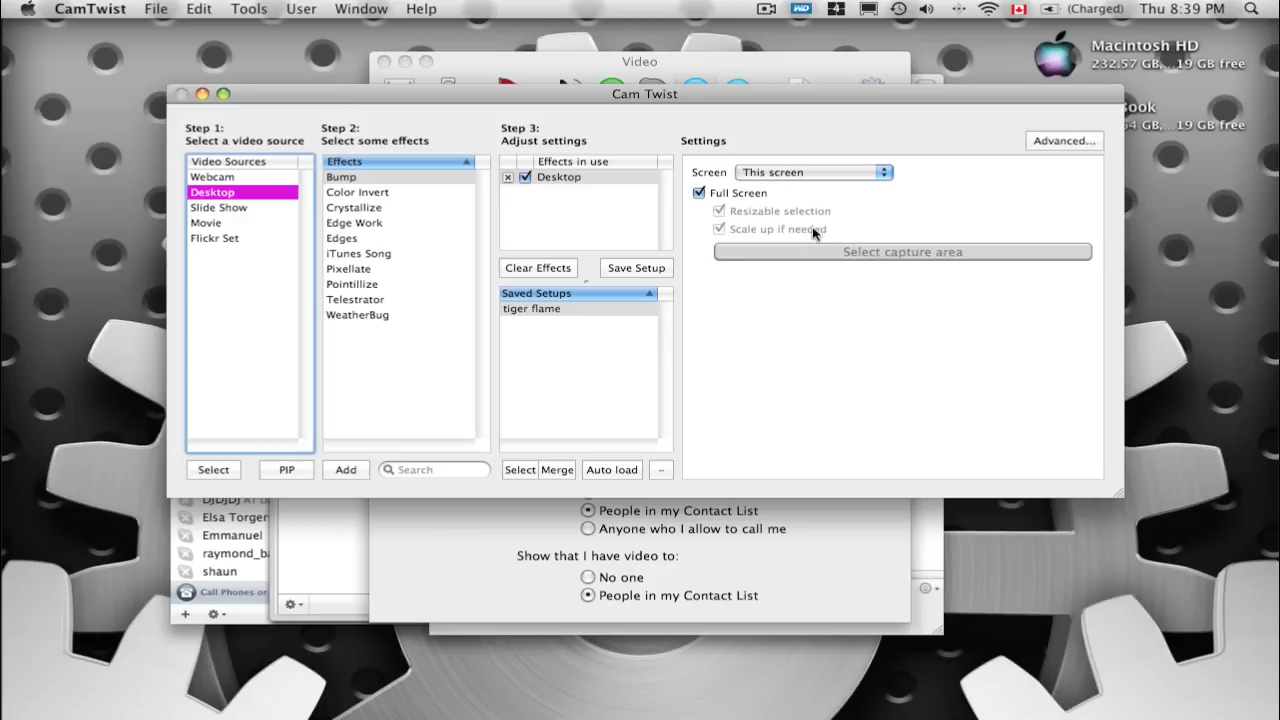 CamTwist File Edit Tools User Window Help (Charged) Thu 8:39 PM
Macintosh HD
232.57 GB,...19 GB free
Video
Cam Twist
Step 1:
Select a video source
Step 2:
Select some effects
Step 3:
Adjust settings
Settings
Advanced...
Video Sources
Webcam
Desktop
Slide Show
Movie
Flickr Set
Effects
Bump
Color Invert
Crystallize
Edge Work
Edges
iTunes Song
Pixellate
Pointillize
Telestrator
WeatherBug
Effects in use
Desktop
Clear Effects
Save Setup
Saved Setups
tiger flame
Screen This screen
Full Screen
Resizable selection
Scale up if needed
Select capture area
Select
PIP
Add
Search
Select
Merge
Auto load
DJDJDJ
Elsa Torger
Emmanuel
raymond_ba
shaun
Call Phones or
People in my Contact List
Anyone who I allow to call me
Show that I have video to:
No one
People in my Contact List